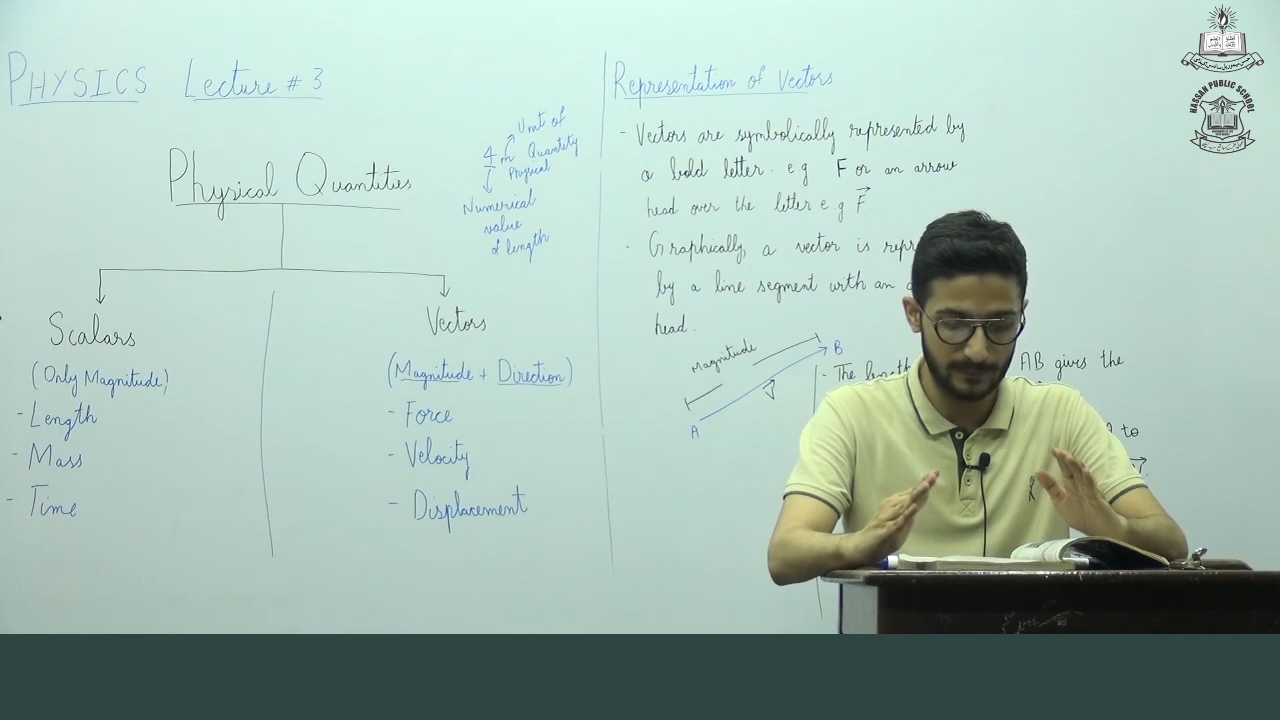 PHYSICS Lecture # 3
Physical Quantities
4 m
Unit of
Physical
Quantity
Numerical
value
of length
Scalars
(Only Magnitude)
- Length
- Mass
- Time
Vectors
(Magnitude + Direction)
- Force
- Velocity
- Displacement
Representation of Vectors
- Vectors are symbolically represented by
a bold letter. e.g F or an arrow
head over the letter e.g F⃗
- Graphically, a vector is
by a line segment with an
head.
Magnitude
A
B
V⃗
- The length AB gives the
to
V⃗.
HASSAN PUBLIC SCHOOL